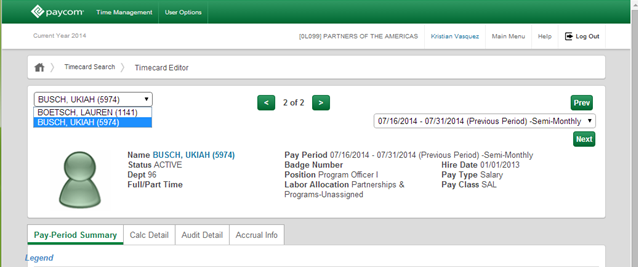 paycom Time Management User Options
Current Year 2014 [0L099] PARTNERS OF THE AMERICAS Kristian Vasquez Main Menu Help Log Out
Timecard Search Timecard Editor
BUSCH, UKIAH (5974) < 2 of 2 > Prev
BOETSCH, LAUREN (1141)
BUSCH, UKIAH (5974)
07/16/2014 - 07/31/2014 (Previous Period) -Semi-Monthly
Next
Name BUSCH, UKIAH (5974) Pay Period 07/16/2014 - 07/31/2014 (Previous Period) -Semi-Monthly
Status ACTIVE Badge Number Hire Date 01/01/2013
Dept 96 Position Program Officer I Pay Type Salary
Full/Part Time Labor Allocation Partnerships & Pay Class SAL
Programs-Unassigned
Pay-Period Summary Calc Detail Audit Detail Accrual Info
Legend